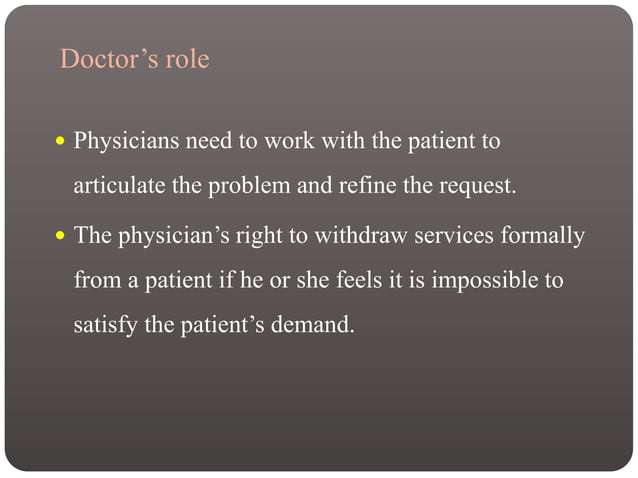 Doctor’s role
• Physicians need to work with the patient to
articulate the problem and refine the request.
• The physician’s right to withdraw services formally
from a patient if he or she feels it is impossible to
satisfy the patient’s demand.